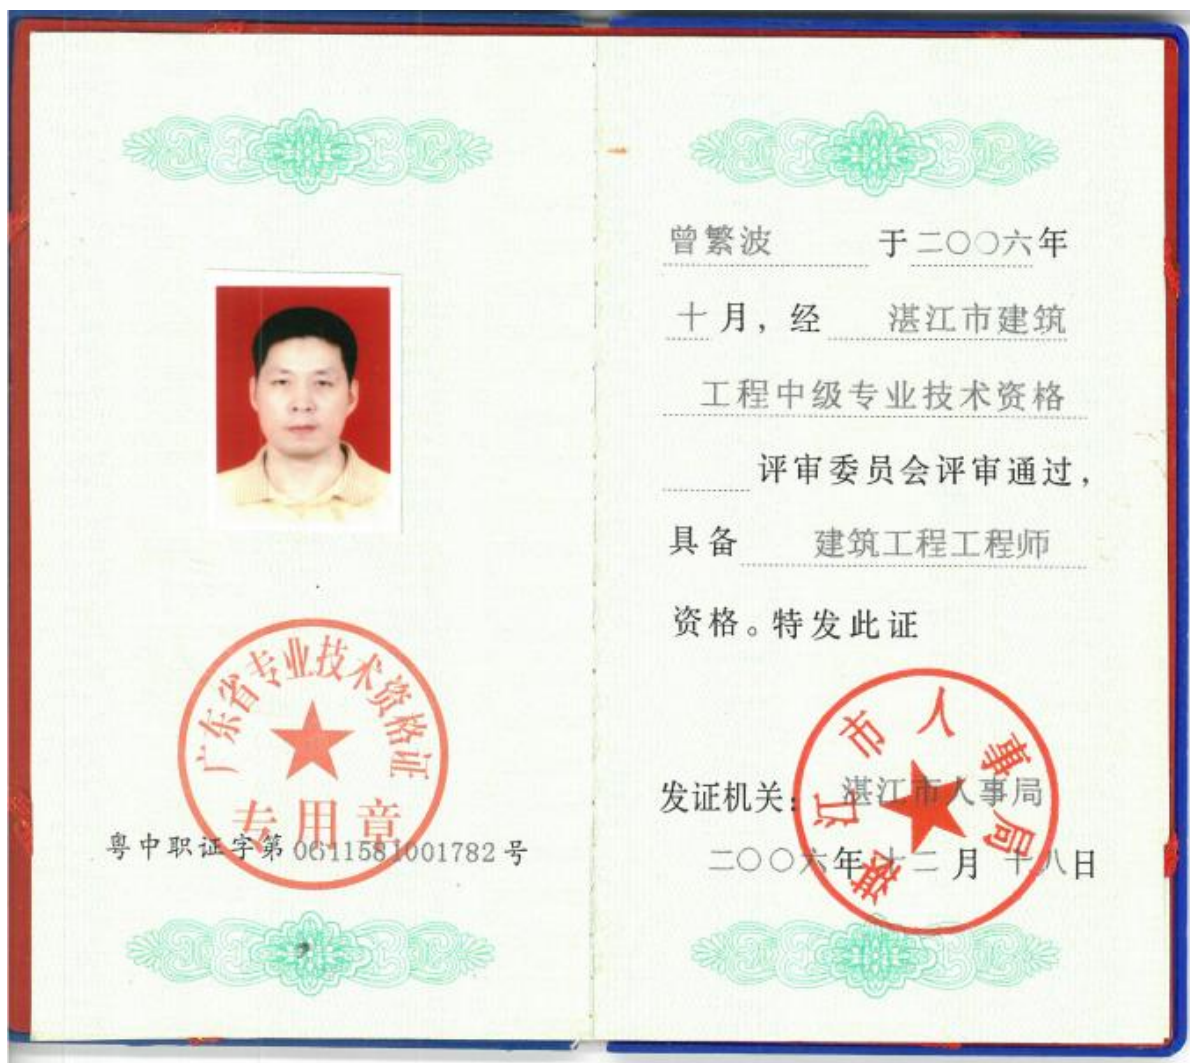 广东省专业技术资格证
专用章
粤中职证字第0611581001782号
曾繁波 于二〇〇六年
十月，经 湛江市建筑
工程中级专业技术资格
评审委员会评审通过，
具备 建筑工程工程师
资格。特发此证
湛江市人事局
发证机关：湛江市人事局
二〇〇六年十二月十八日